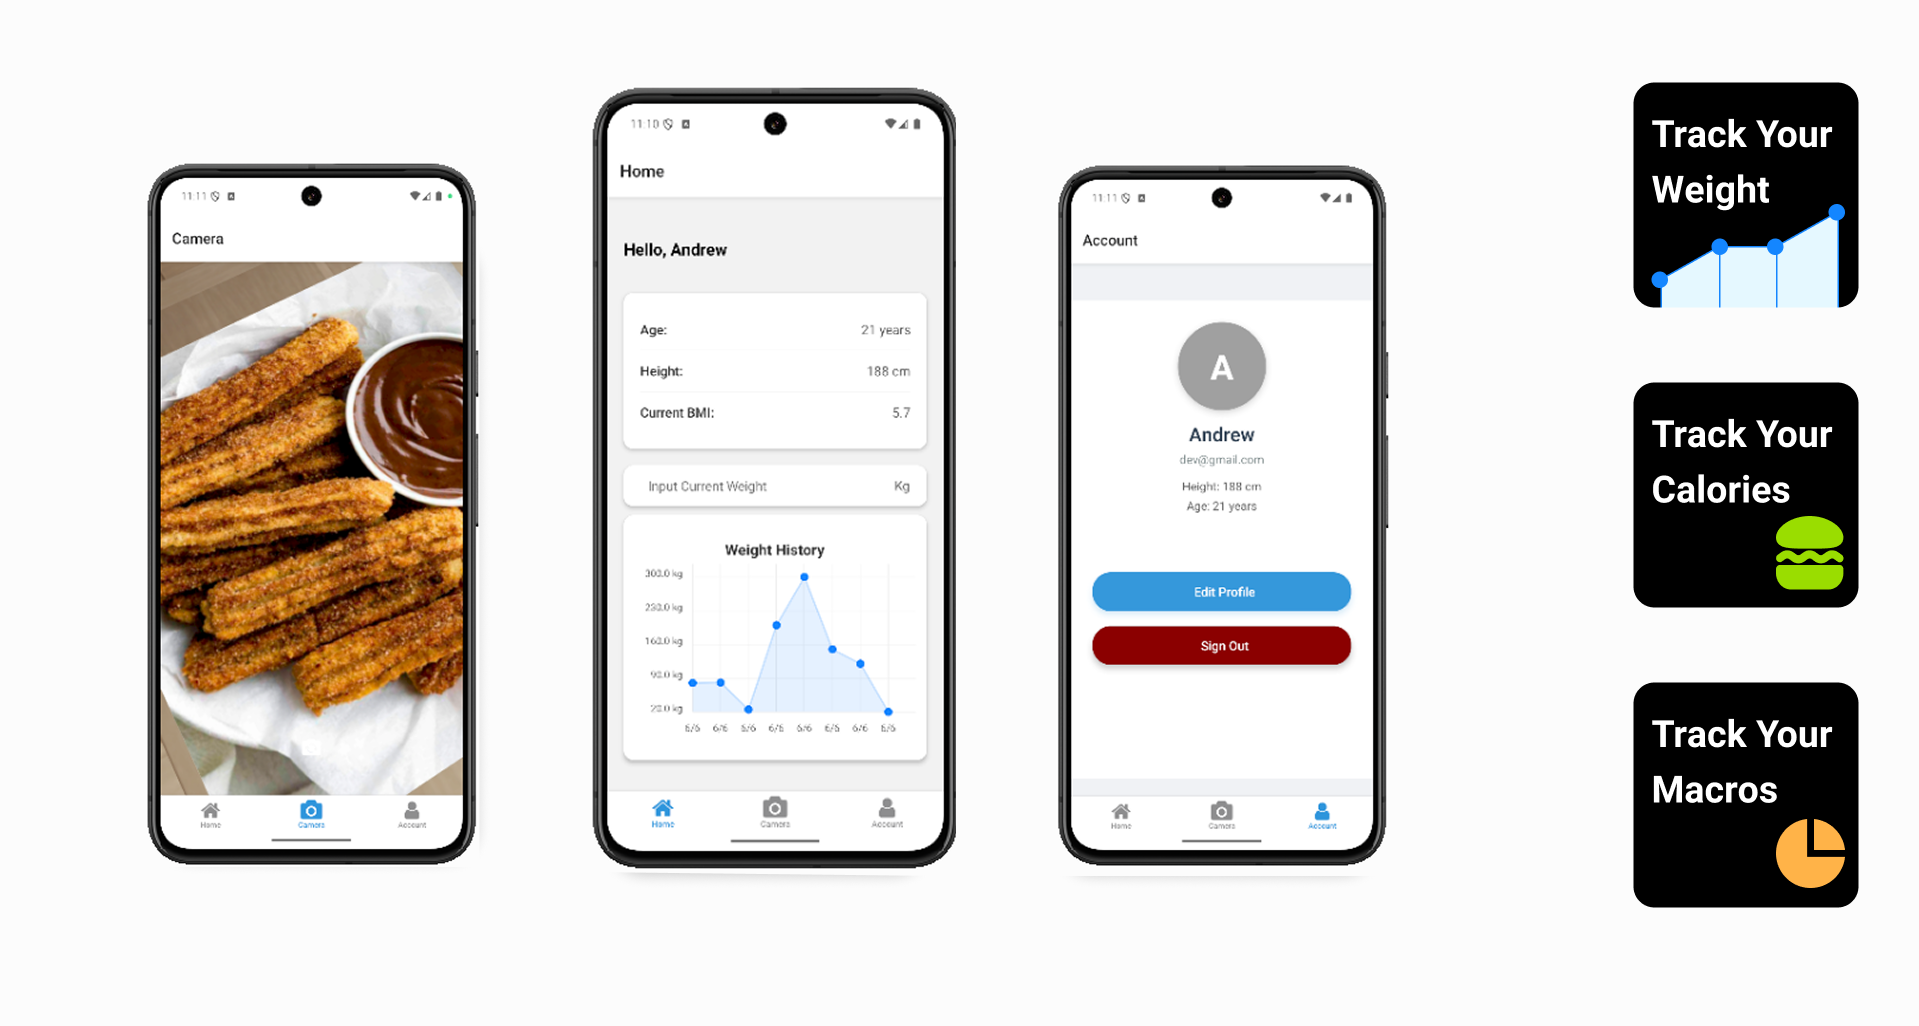 11:11
Camera
Home
Camera
Account
11:10
Home
Hello, Andrew
Age: 21 years
Height: 188 cm
Current BMI: 5.7
Input Current Weight Kg
Weight History
300.0 kg
230.0 kg
160.0 kg
90.0 kg
20.0 kg
6/6 6/6 6/6 6/6 6/6 6/6 6/6 6/6
Home
Camera
Account
11:11
Account
A
Andrew
dev@gmail.com
Height: 188 cm
Age: 21 years
Edit Profile
Sign Out
Home
Camera
Account
Track Your
Weight
Track Your
Calories
Track Your
Macros